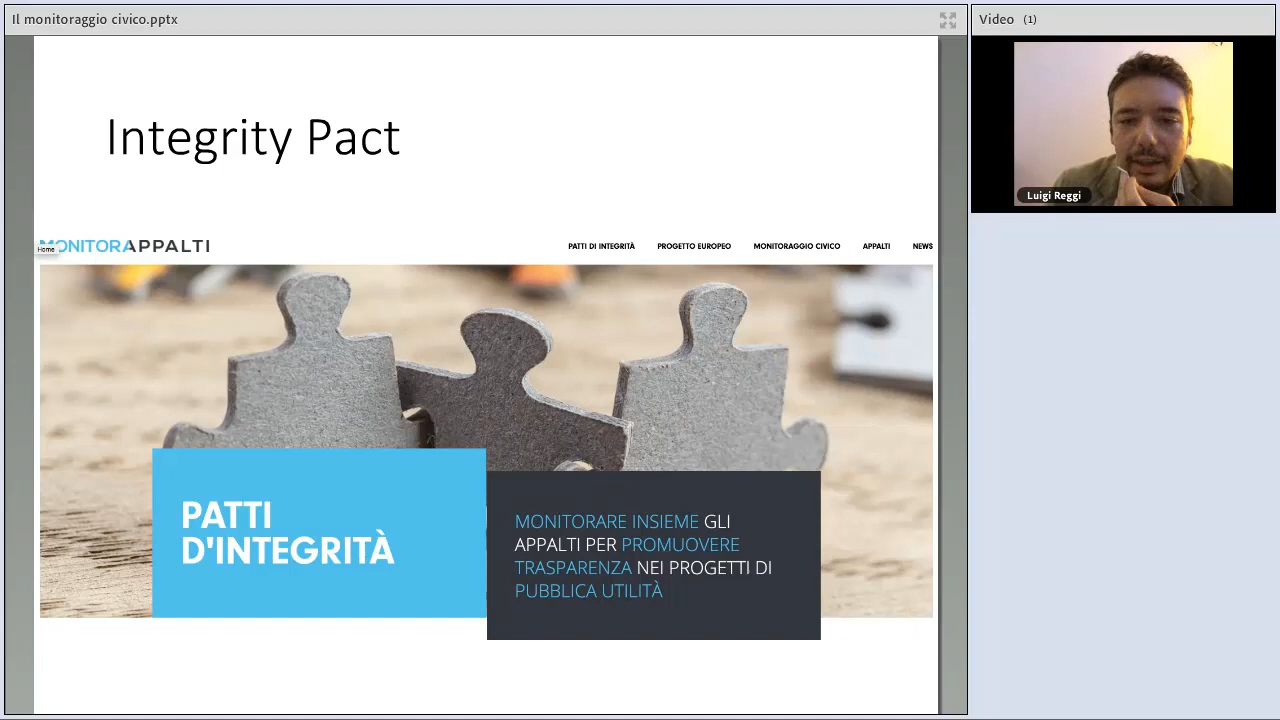 Il monitoraggio civico.pptx
Video (1)
Luigi Reggi
Integrity Pact
MONITORAPPALTI
Home
PATTI DI INTEGRITÀ PROGETTO EUROPEO MONITORAGGIO CIVICO APPALTI NEWS
PATTI
D'INTEGRITÀ
MONITORARE INSIEME GLI
APPALTI PER PROMUOVERE
TRASPARENZA NEI PROGETTI DI
PUBBLICA UTILITÀ